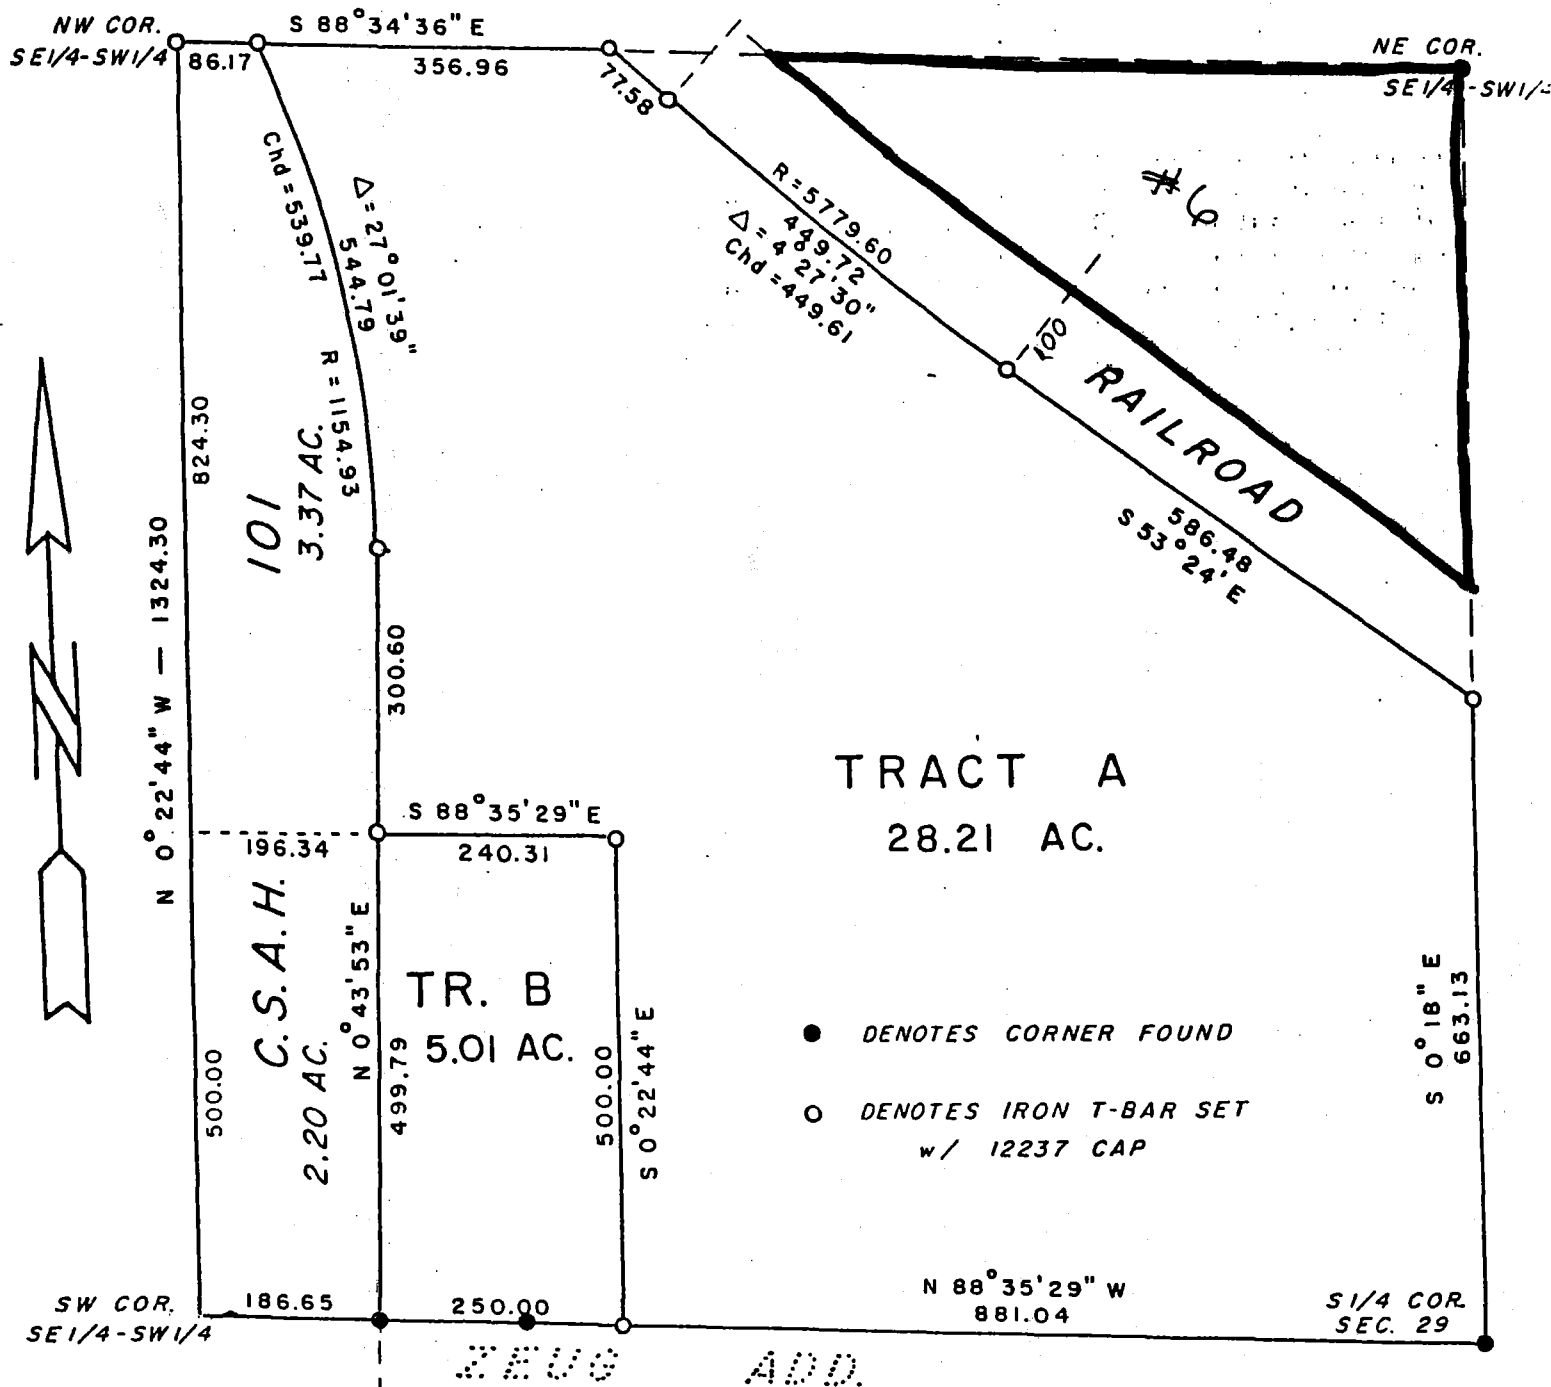 NW COR.
SE1/4-SW1/4
S 88°34'36" E
86.17
356.96
77.58
NE COR.
SE1/4-SW1/
#6
Chd = 539.77
Δ = 27°01'39"
544.79
R = 1154.93
R = 5779.60
449.72
Δ = 4°27'30"
Chd = 449.61
100
RAILROAD
586.48
S 53°24' E
824.30
101
3.37 AC.
N 0°22'44" W — 1324.30
300.60
TRACT A
28.21 AC.
S 88°35'29" E
196.34
240.31
C.S.A.H.
2.20 AC.
N 0°43'53" E
499.79
TR. B
5.01 AC.
500.00
500.00
S 0°22'44" E
● DENOTES CORNER FOUND
○ DENOTES IRON T-BAR SET
w/ 12237 CAP
S 0°18" E
663.13
SW COR.
SE1/4-SW1/4
186.65
250.00
N 88°35'29" W
881.04
S1/4 COR.
SEC. 29
ZEUG ADD.
N